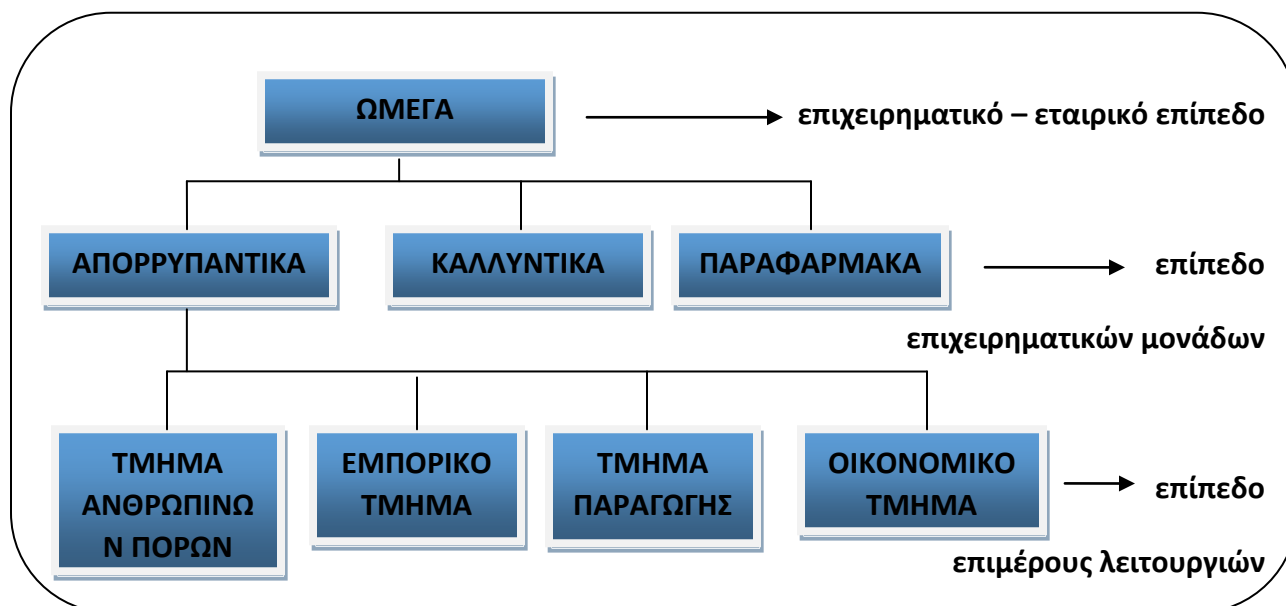 ΩΜΕΓΑ
επιχειρηματικό – εταιρικό επίπεδο
ΑΠΟΡΡΥΠΑΝΤΙΚΑ
ΚΑΛΛΥΝΤΙΚΑ
ΠΑΡΑΦΑΡΜΑΚΑ
επίπεδο
επιχειρηματικών μονάδων
ΤΜΗΜΑ
ΑΝΘΡΩΠΙΝΩ
Ν ΠΟΡΩΝ
ΕΜΠΟΡΙΚΟ
ΤΜΗΜΑ
ΤΜΗΜΑ
ΠΑΡΑΓΩΓΗΣ
ΟΙΚΟΝΟΜΙΚΟ
ΤΜΗΜΑ
επίπεδο
επιμέρους λειτουργιών